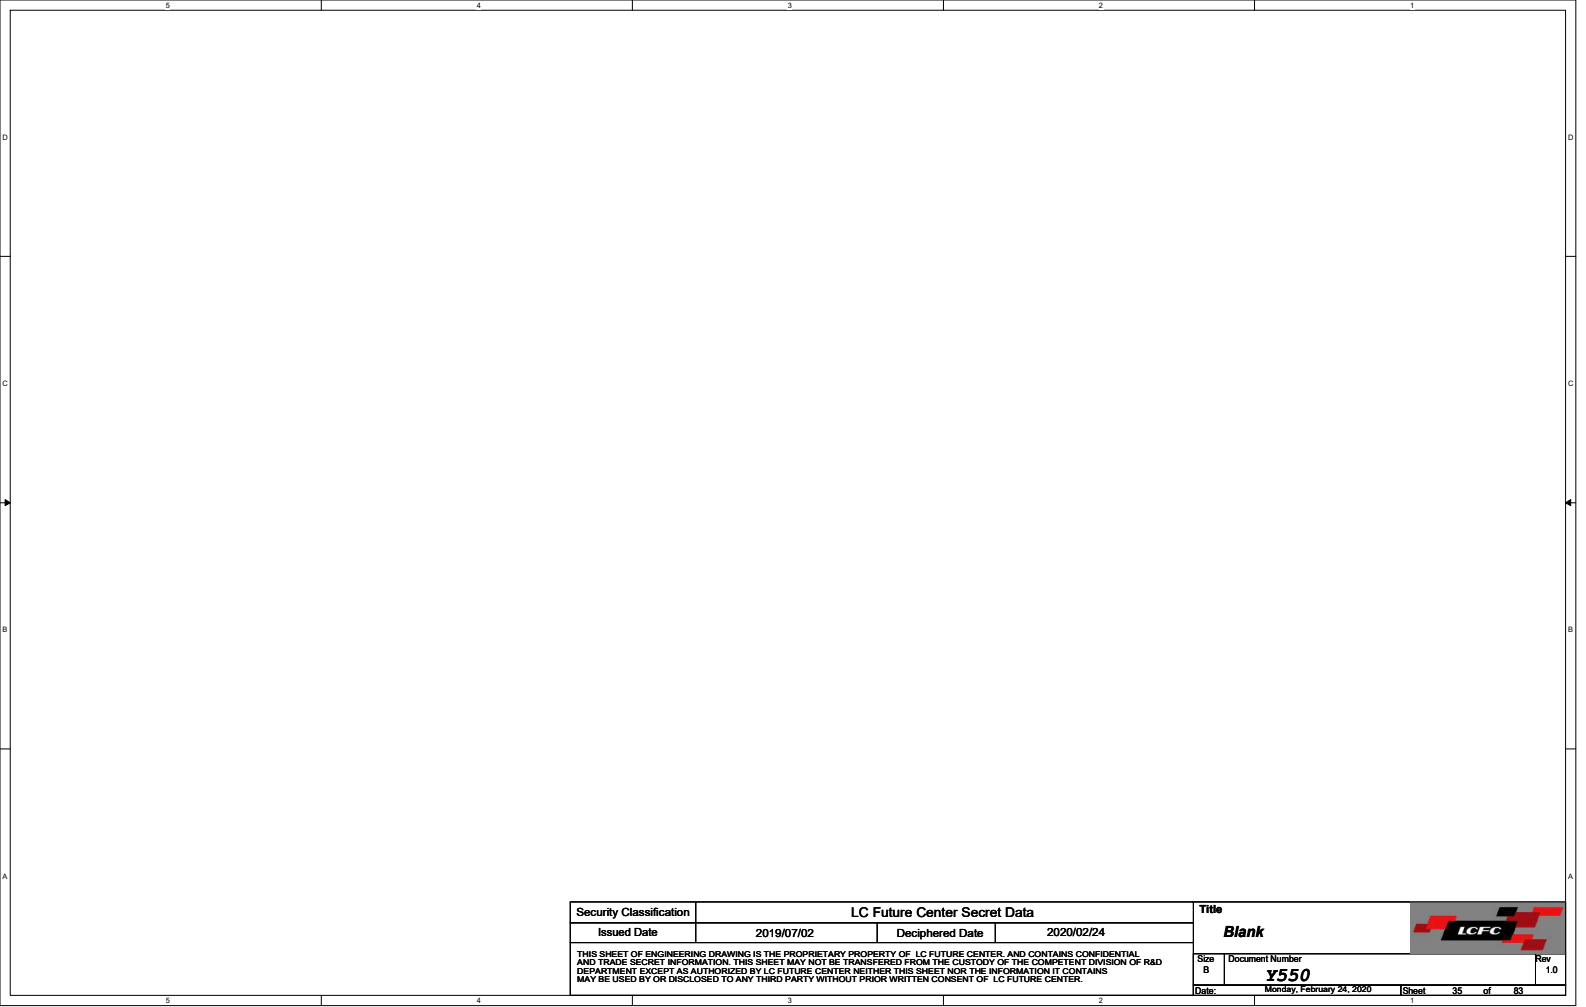 5 4 3 2 1
D D
C C
B B
A A
Security Classification LC Future Center Secret Data
Issued Date 2019/07/02 Deciphered Date 2020/02/24
THIS SHEET OF ENGINEERING DRAWING IS THE PROPRIETARY PROPERTY OF LC FUTURE CENTER. AND CONTAINS CONFIDENTIAL
AND TRADE SECRET INFORMATION. THIS SHEET MAY NOT BE TRANSFERED FROM THE CUSTODY OF THE COMPETENT DIVISION OF R&D
DEPARTMENT EXCEPT AS AUTHORIZED BY LC FUTURE CENTER NEITHER THIS SHEET NOR THE INFORMATION IT CONTAINS
MAY BE USED BY OR DISCLOSED TO ANY THIRD PARTY WITHOUT PRIOR WRITTEN CONSENT OF LC FUTURE CENTER.
Title
Blank
LCFC
Size Document Number Rev
B Y550 1.0
Date: Monday, February 24, 2020 Sheet 35 of 83
5 4 3 2 1